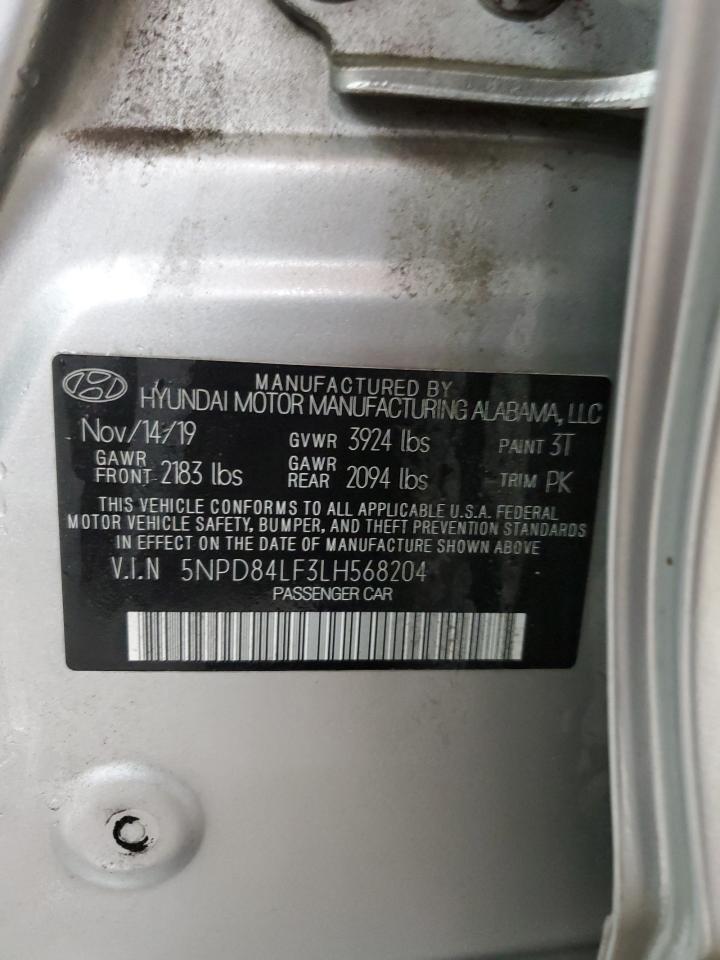 MANUFACTURED BY
HYUNDAI MOTOR MANUFACTURING ALABAMA, LLC
Nov/14/19 GVWR 3924 lbs PAINT 3T
GAWR FRONT 2183 lbs GAWR REAR 2094 lbs TRIM PK
THIS VEHICLE CONFORMS TO ALL APPLICABLE U.S.A. FEDERAL
MOTOR VEHICLE SAFETY, BUMPER, AND THEFT PREVENTION STANDARDS
IN EFFECT ON THE DATE OF MANUFACTURE SHOWN ABOVE
V.I.N 5NPD84LF3LH568204
PASSENGER CAR